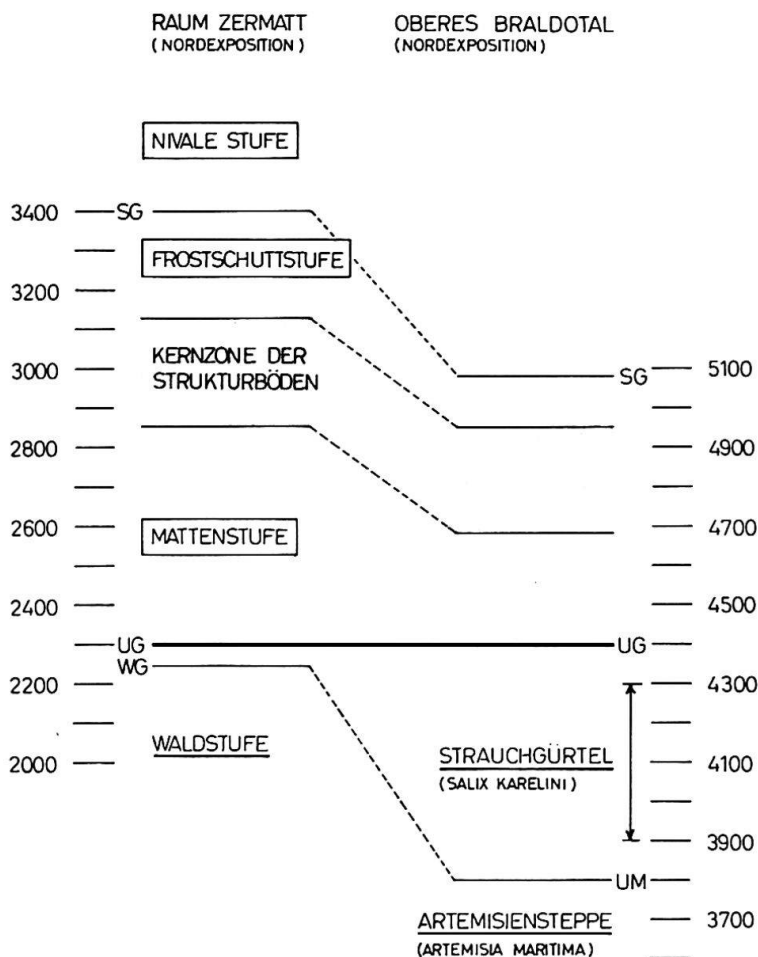 RAUM ZERMATT
(NORDEXPOSITION)
OBERES BRALDOTAL
(NORDEXPOSITION)
NIVALE STUFE
3400 SG
FROSTSCHUTTSTUFE
3200
KERNZONE DER
STRUKTURBÖDEN
3000
SG 5100
2800
4900
2600
MATTENSTUFE
4700
2400
4500
UG
UG
WG
2200
4300
WALDSTUFE
2000
STRAUCHGÜRTEL
(SALIX KARELINI)
4100
3900
UM
ARTEMISIENSTEPPE
(ARTEMISIA MARITIMA)
3700